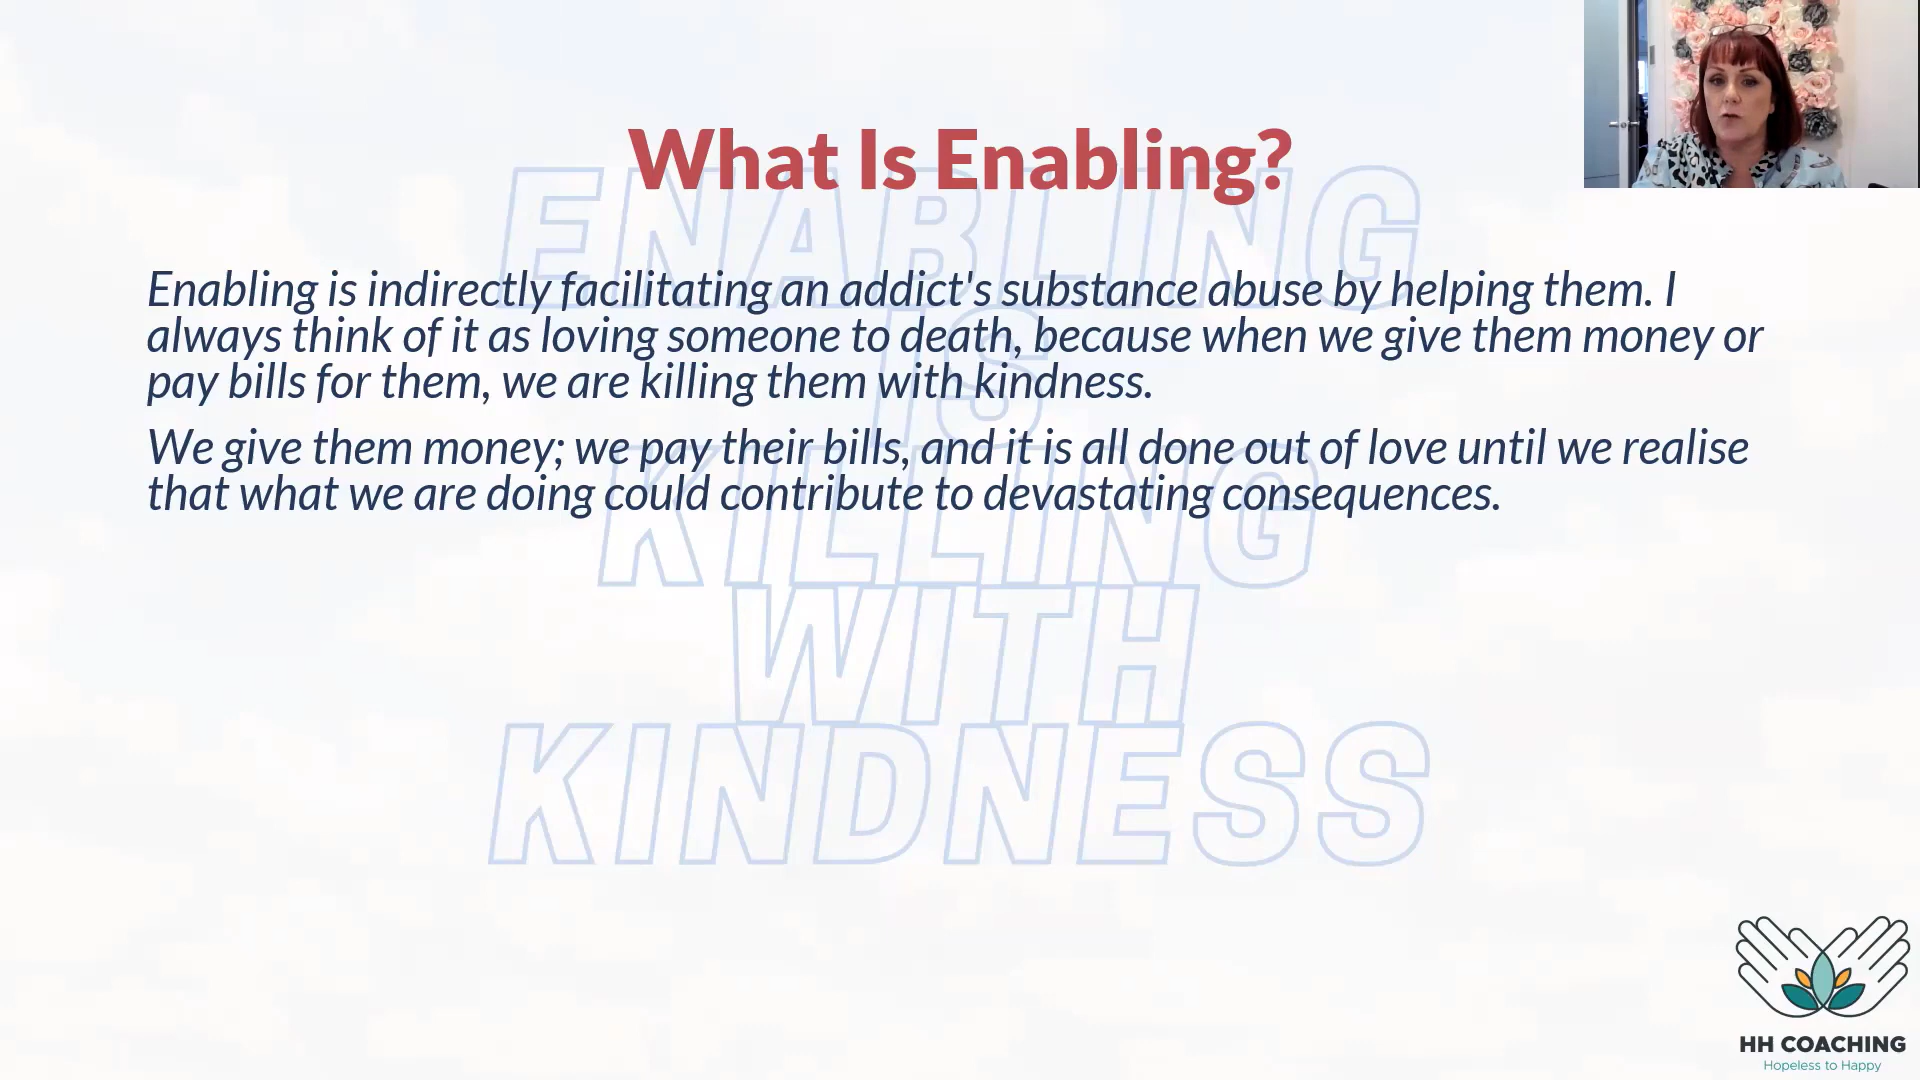 What Is Enabling?
ENABLING
IS
KILLING
WITH
KINDNESS
Enabling is indirectly facilitating an addict's substance abuse by helping them. I
always think of it as loving someone to death, because when we give them money or
pay bills for them, we are killing them with kindness.
We give them money; we pay their bills, and it is all done out of love until we realise
that what we are doing could contribute to devastating consequences.
HH COACHING
Hopeless to Happy